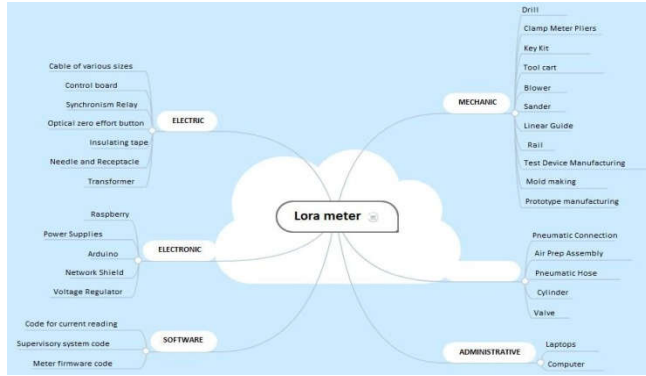 Lora meter
ELECTRIC
Cable of various sizes
Control board
Synchronism Relay
Optical zero effort button
Insulating tape
Needle and Receptacle
Transformer
ELECTRONIC
Raspberry
Power Supplies
Arduino
Network Shield
Voltage Regulator
SOFTWARE
Code for current reading
Supervisory system code
Meter firmware code
MECHANIC
Drill
Clamp Meter Pliers
Key Kit
Tool cart
Blower
Sander
Linear Guide
Rail
Test Device Manufacturing
Mold making
Prototype manufacturing
Pneumatic Connection
Air Prep Assembly
Pneumatic Hose
Cylinder
Valve
ADMINISTRATIVE
Laptops
Computer